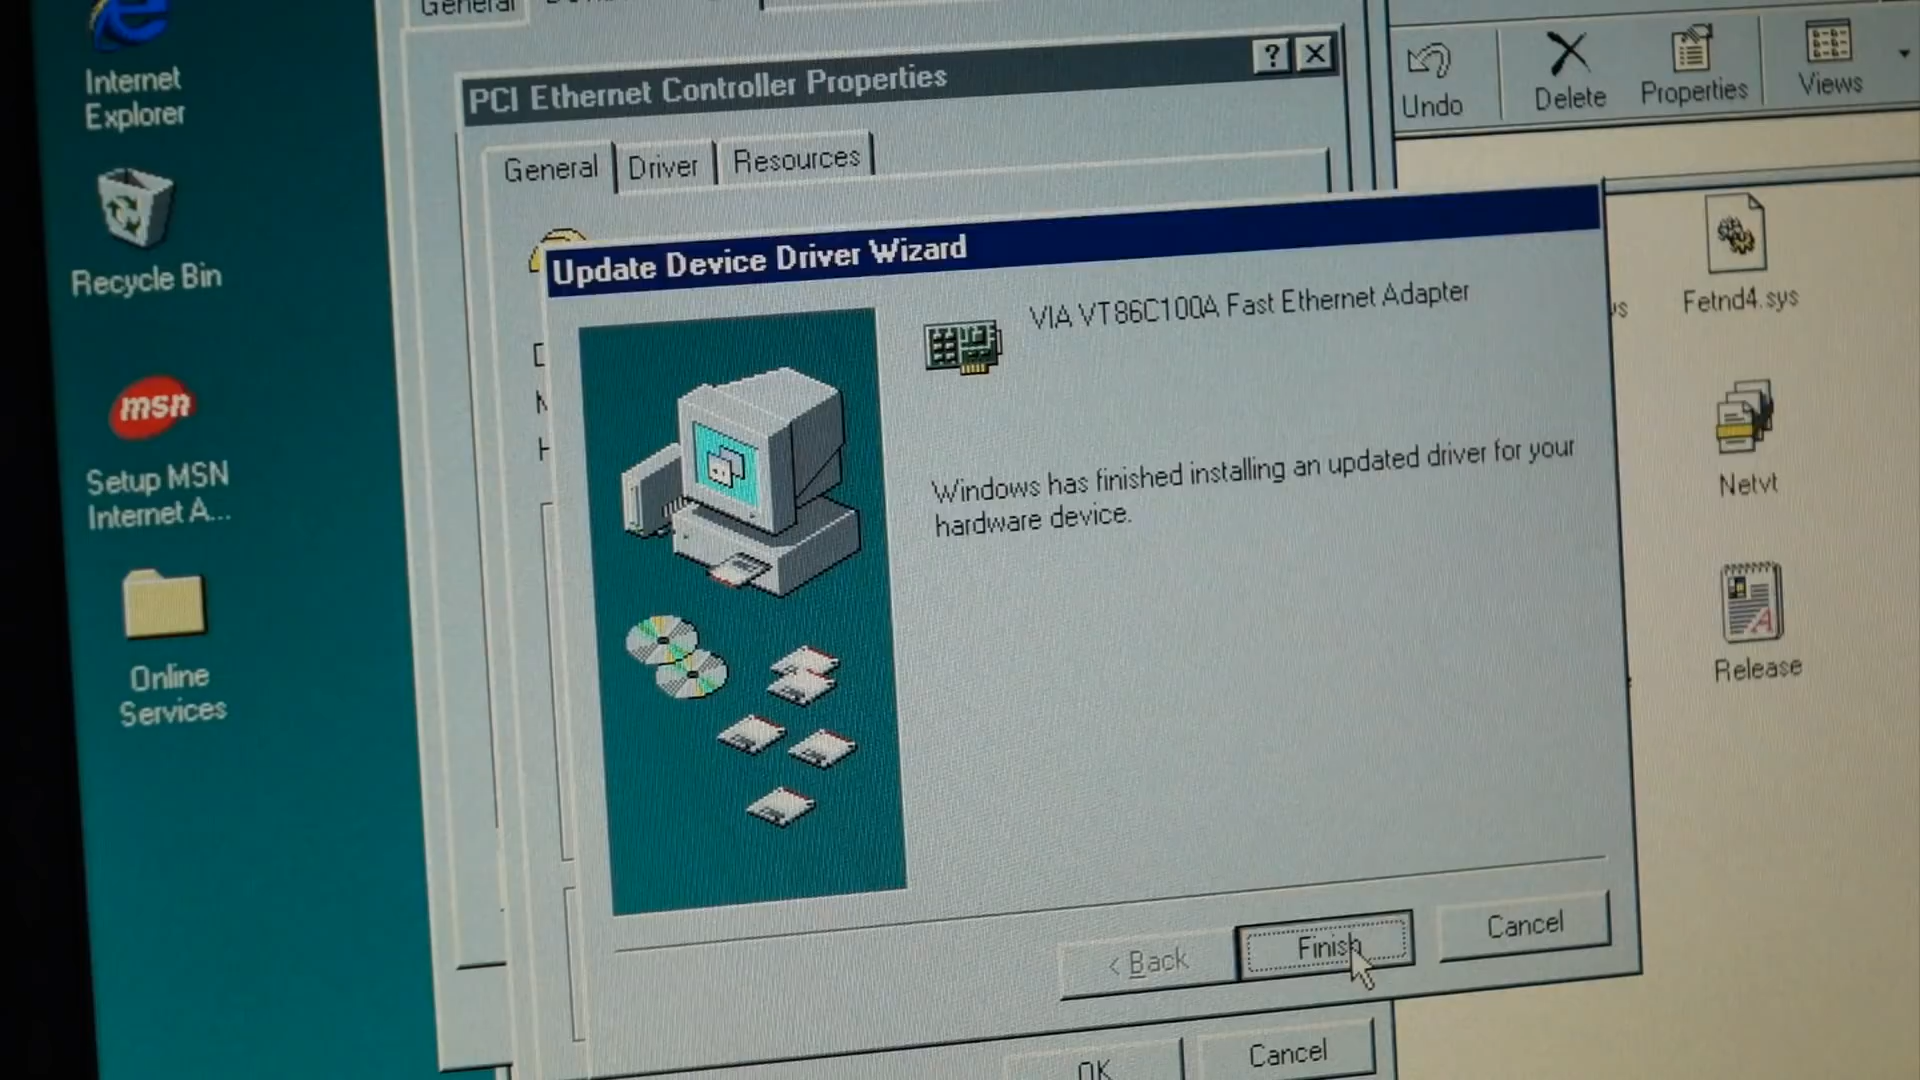 General
Internet
Explorer
Recycle Bin
msn
Setup MSN
Internet A...
Online
Services
PCI Ethernet Controller Properties
? X
General
Driver
Resources
Undo
Delete
Properties
Views
Update Device Driver Wizard
VIA VT86C100A Fast Ethernet Adapter
Windows has finished installing an updated driver for your
hardware device.
< Back
Finish
Cancel
OK
Cancel
Fetnd4.sys
Netvt
Release